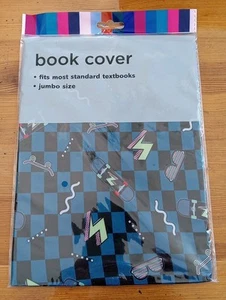 book cover
• fits most standard textbooks
• jumbo size